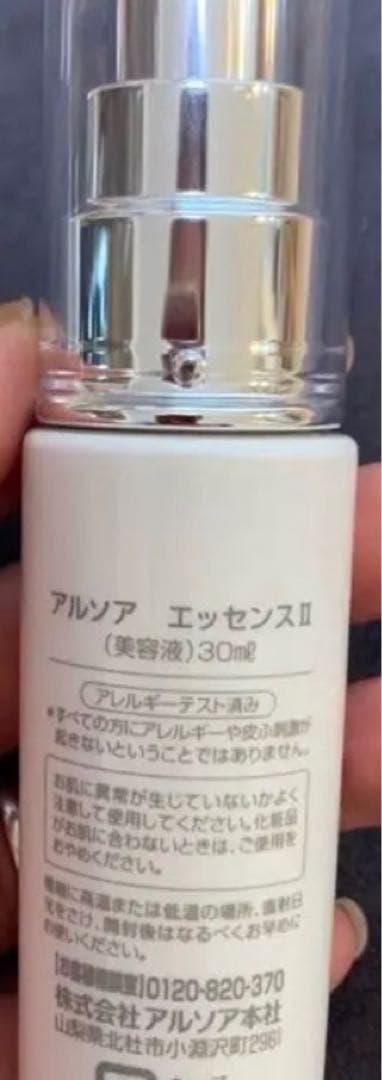 アルソア エッセンスⅡ
(美容液)30mℓ
アレルギーテスト済み
*すべての方にアレルギーや皮ふ刺激が
起きないということではありません。
お肌に異常が生じていないかよく
注意して使用してください。化粧品
がお肌に合わないときは、ご使用を
おやめください。
極端に高温または低温の場所、直射日
光をさけ、開封後はなるべくお早めに
お使いください。
[お客様相談室]0120-820-370
株式会社アルソア本社
山梨県北杜市小淵沢町2961